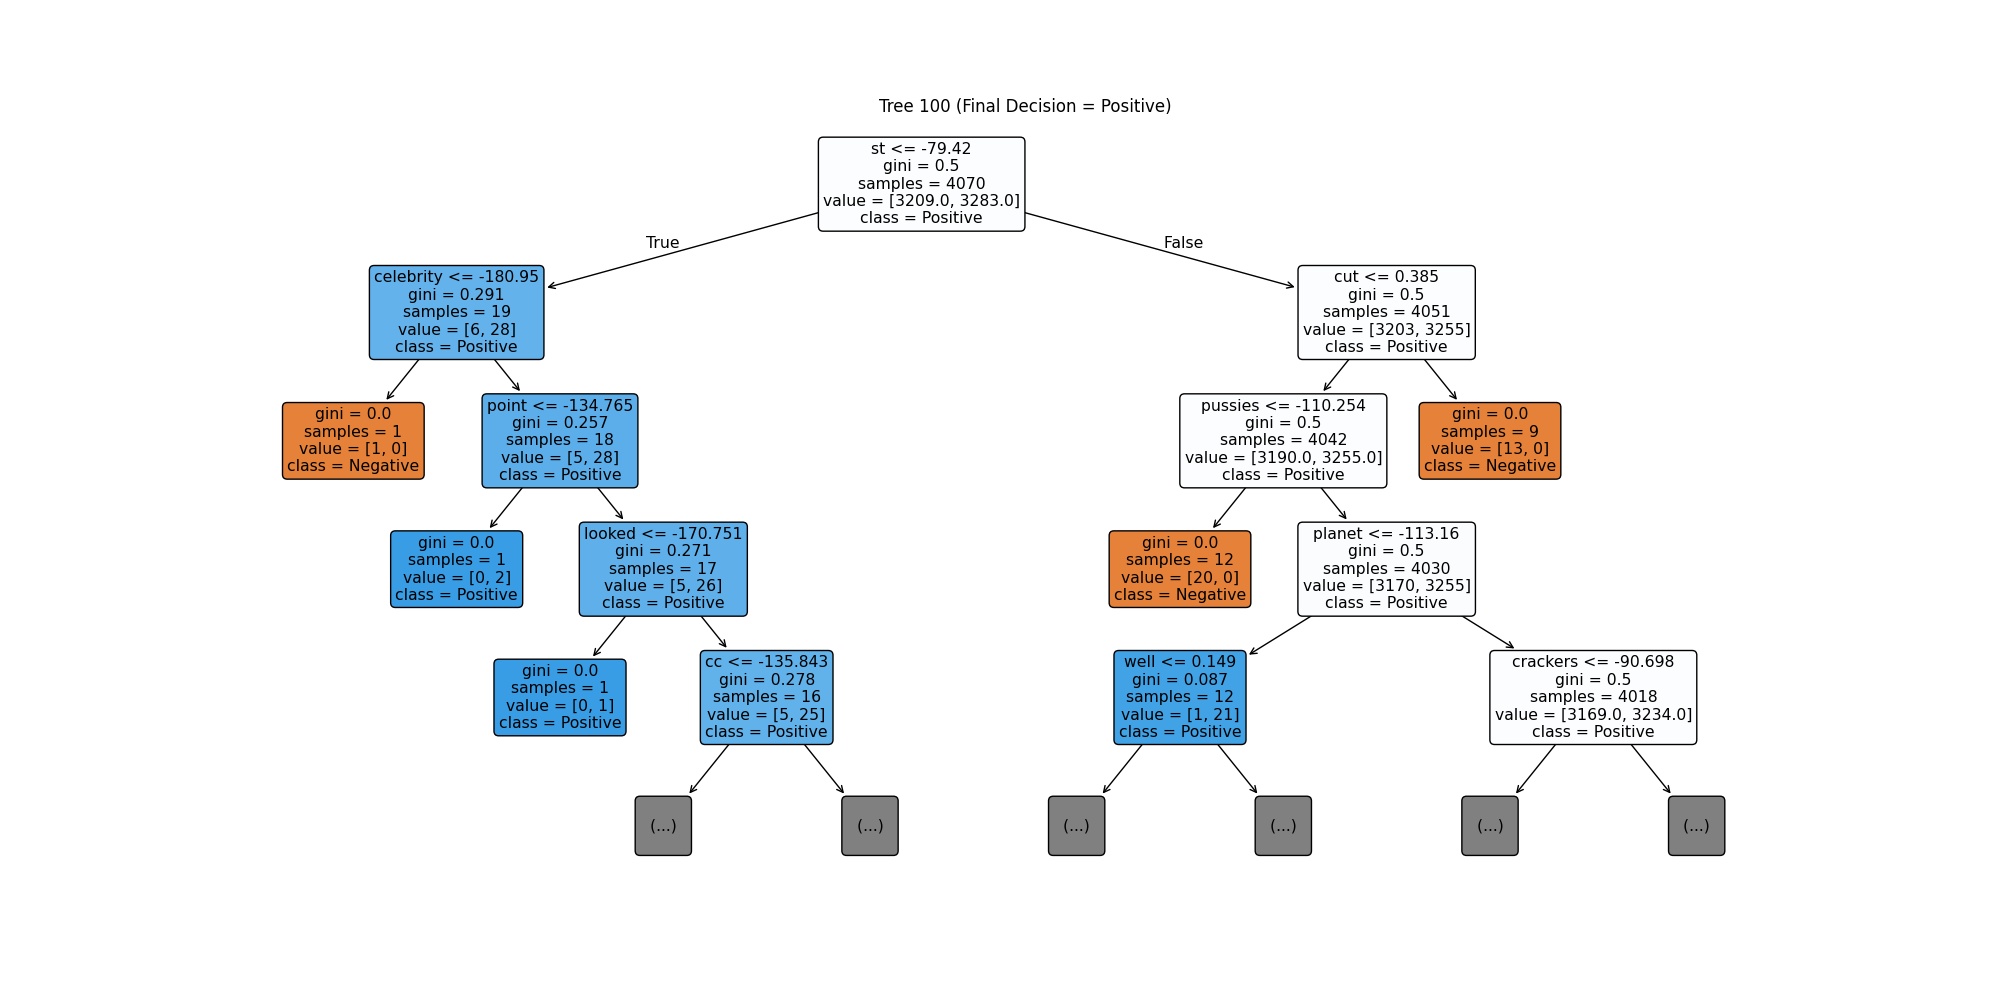 Tree 100 (Final Decision = Positive)
st <= -79.42
gini = 0.5
samples = 4070
value = [3209.0, 3283.0]
class = Positive
True
False
celebrity <= -180.95
gini = 0.291
samples = 19
value = [6, 28]
class = Positive
cut <= 0.385
gini = 0.5
samples = 4051
value = [3203, 3255]
class = Positive
gini = 0.0
samples = 1
value = [1, 0]
class = Negative
point <= -134.765
gini = 0.257
samples = 18
value = [5, 28]
class = Positive
pussies <= -110.254
gini = 0.5
samples = 4042
value = [3190.0, 3255.0]
class = Positive
gini = 0.0
samples = 9
value = [13, 0]
class = Negative
gini = 0.0
samples = 1
value = [0, 2]
class = Positive
looked <= -170.751
gini = 0.271
samples = 17
value = [5, 26]
class = Positive
gini = 0.0
samples = 12
value = [20, 0]
class = Negative
planet <= -113.16
gini = 0.5
samples = 4030
value = [3170, 3255]
class = Positive
gini = 0.0
samples = 1
value = [0, 1]
class = Positive
cc <= -135.843
gini = 0.278
samples = 16
value = [5, 25]
class = Positive
well <= 0.149
gini = 0.087
samples = 12
value = [1, 21]
class = Positive
crackers <= -90.698
gini = 0.5
samples = 4018
value = [3169.0, 3234.0]
class = Positive
(...)
(...)
(...)
(...)
(...)
(...)